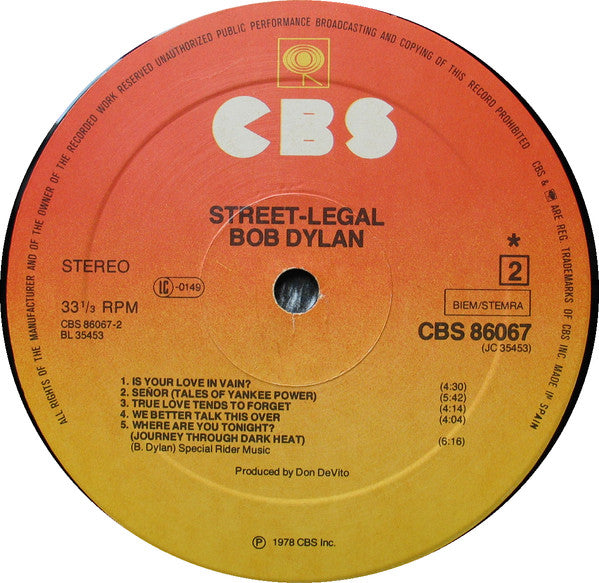 ALL RIGHTS OF THE MANUFACTURER AND OF THE OWNER OF THE RECORDED WORK RESERVED UNAUTHORIZED PUBLIC PERFORMANCE BROADCASTING AND COPYING OF THIS RECORD PROHIBITED
CBS & ARE REG. TRADEMARKS OF CBS INC. MADE IN SPAIN
CBS
STREET-LEGAL
BOB DYLAN
STEREO
LC -0149
33 1/3 RPM
CBS 86067-2
BL 35453
*
2
BIEM/STEMRA
CBS 86067
(JC 35453)
1. IS YOUR LOVE IN VAIN? (4:30)
2. SEÑOR (TALES OF YANKEE POWER) (5:42)
3. TRUE LOVE TENDS TO FORGET (4:14)
4. WE BETTER TALK THIS OVER (4:04)
5. WHERE ARE YOU TONIGHT?
(JOURNEY THROUGH DARK HEAT) (6:16)
(B. Dylan) Special Rider Music
Produced by Don DeVito
Ⓟ 1978 CBS Inc.